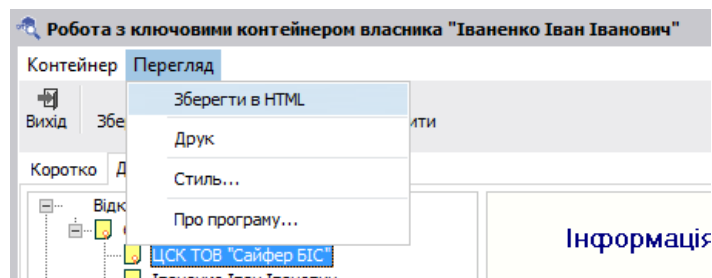 Робота з ключовими контейнером власника "Іваненко Іван Іванович"
Контейнер Перегляд
Зберегти в HTML
Вихід
Друк
Коротко
Стиль...
Про програму...
ЦСК ТОВ "Сайфер БІС"
Інформація